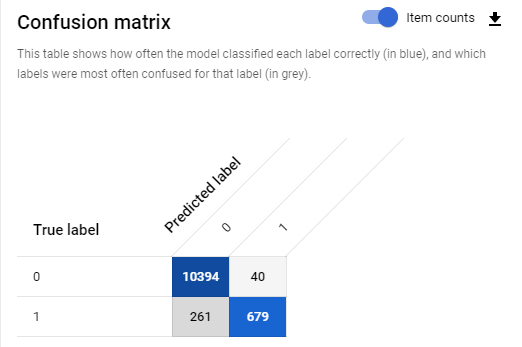 Confusion matrix
Item counts
This table shows how often the model classified each label correctly (in blue), and which
labels were most often confused for that label (in grey).
Predicted label
True label
0
1
0
10394
40
1
261
679